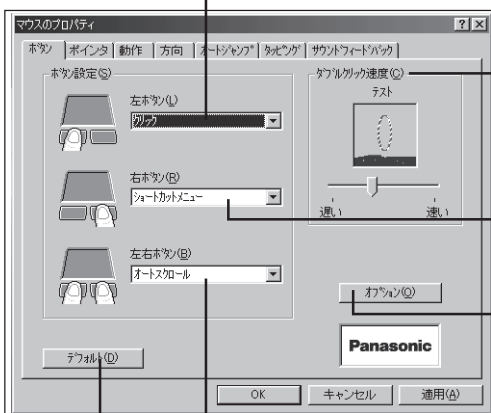 マウスのプロパティ
? ×
ボタン ポインタ 動作 方向 オートジャンプ タッピング サウンドフィードバック
ボタン設定(S)
左ボタン(L)
クリック
右ボタン(R)
ショートカットメニュー
左右ボタン(B)
オートスクロール
デフォルト(D)
ダブルクリック速度(C)
テスト
遅い 速い
オプション(O)
Panasonic
OK キャンセル 適用(A)